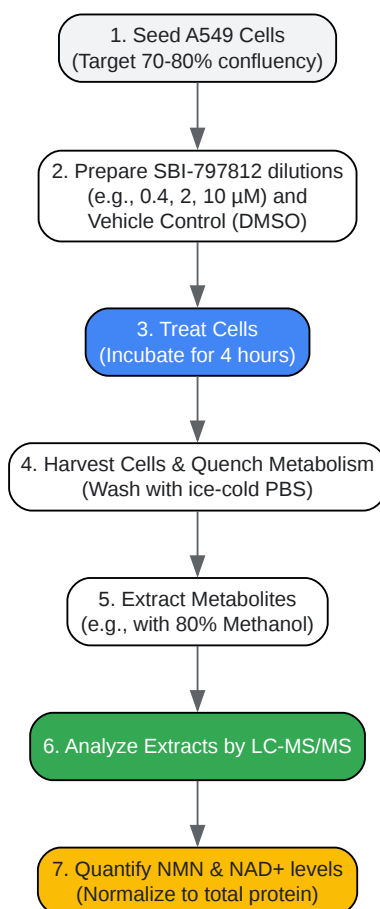 1. Seed A549 Cells
(Target 70-80% confluency)
2. Prepare SBI-797812 dilutions
(e.g., 0.4, 2, 10 µM) and
Vehicle Control (DMSO)
3. Treat Cells
(Incubate for 4 hours)
4. Harvest Cells & Quench Metabolism
(Wash with ice-cold PBS)
5. Extract Metabolites
(e.g., with 80% Methanol)
6. Analyze Extracts by LC-MS/MS
7. Quantify NMN & NAD+ levels
(Normalize to total protein)